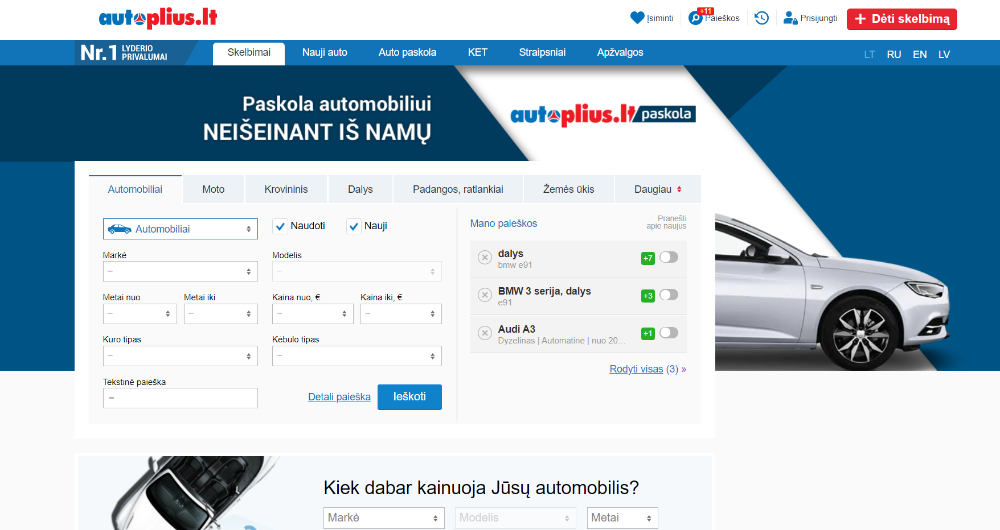 autoplius.lt
Įsiminti
+11
Paieškos
Prisijungti
+ Dėti skelbimą
Nr.1 LYDERIO
PRIVALUMAI
Skelbimai
Nauji auto
Auto paskola
KET
Straipsniai
Apžvalgos
LT RU EN LV
Paskola automobiliui
NEIŠEINANT IŠ NAMŲ
autoplius.lt/paskola
Automobiliai
Moto
Krovininis
Dalys
Padangos, ratlankiai
Žemės ūkis
Daugiau
Automobiliai
Naudoti
Nauji
Markė
–
Modelis
–
Metai nuo
–
Metai iki
–
Kaina nuo, €
–
Kaina iki, €
–
Kuro tipas
–
Kėbulo tipas
–
Tekstinė paieška
–
Detali paieška
Ieškoti
Mano paieškos
Pranešti
apie naujus
dalys
bmw e91
+7
BMW 3 serija, dalys
e91
+3
Audi A3
Dyzelinas | Automatinė | nuo 20...
+1
Rodyti visas (3) »
Kiek dabar kainuoja Jūsų automobilis?
Markė
Modelis
Metai